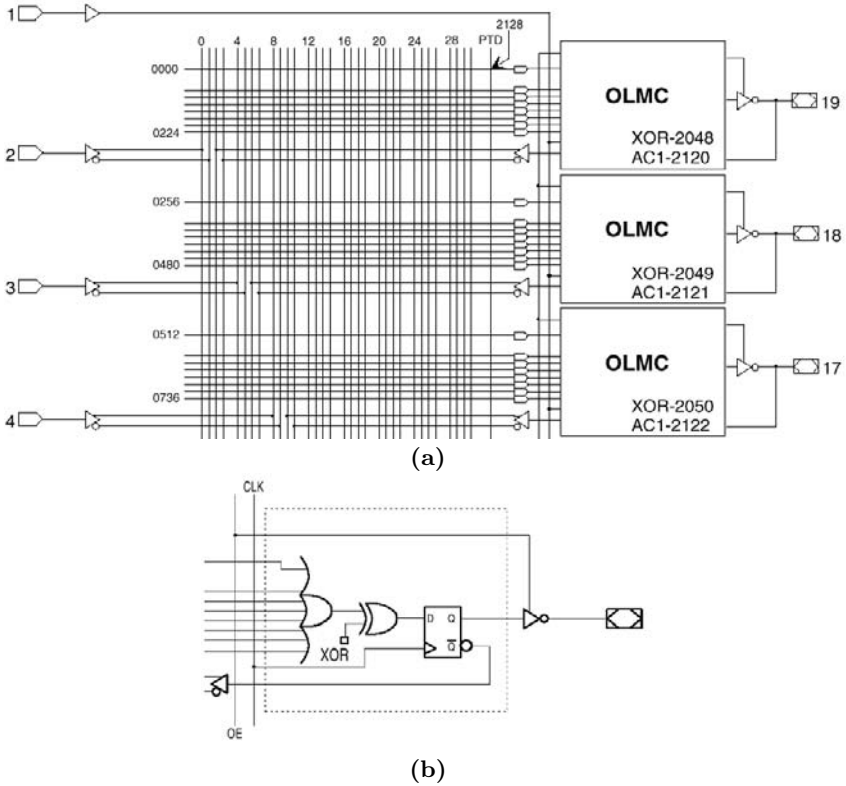 1
2128
0 4 8 12 16 20 24 28 PTD
0000
OLMC
19
0224
XOR-2048
2
AC1-2120
0256
OLMC
18
0480
XOR-2049
3
AC1-2121
0512
OLMC
17
0736
XOR-2050
4
AC1-2122
(a)
CLK
D Q
XOR
Q
OE
(b)